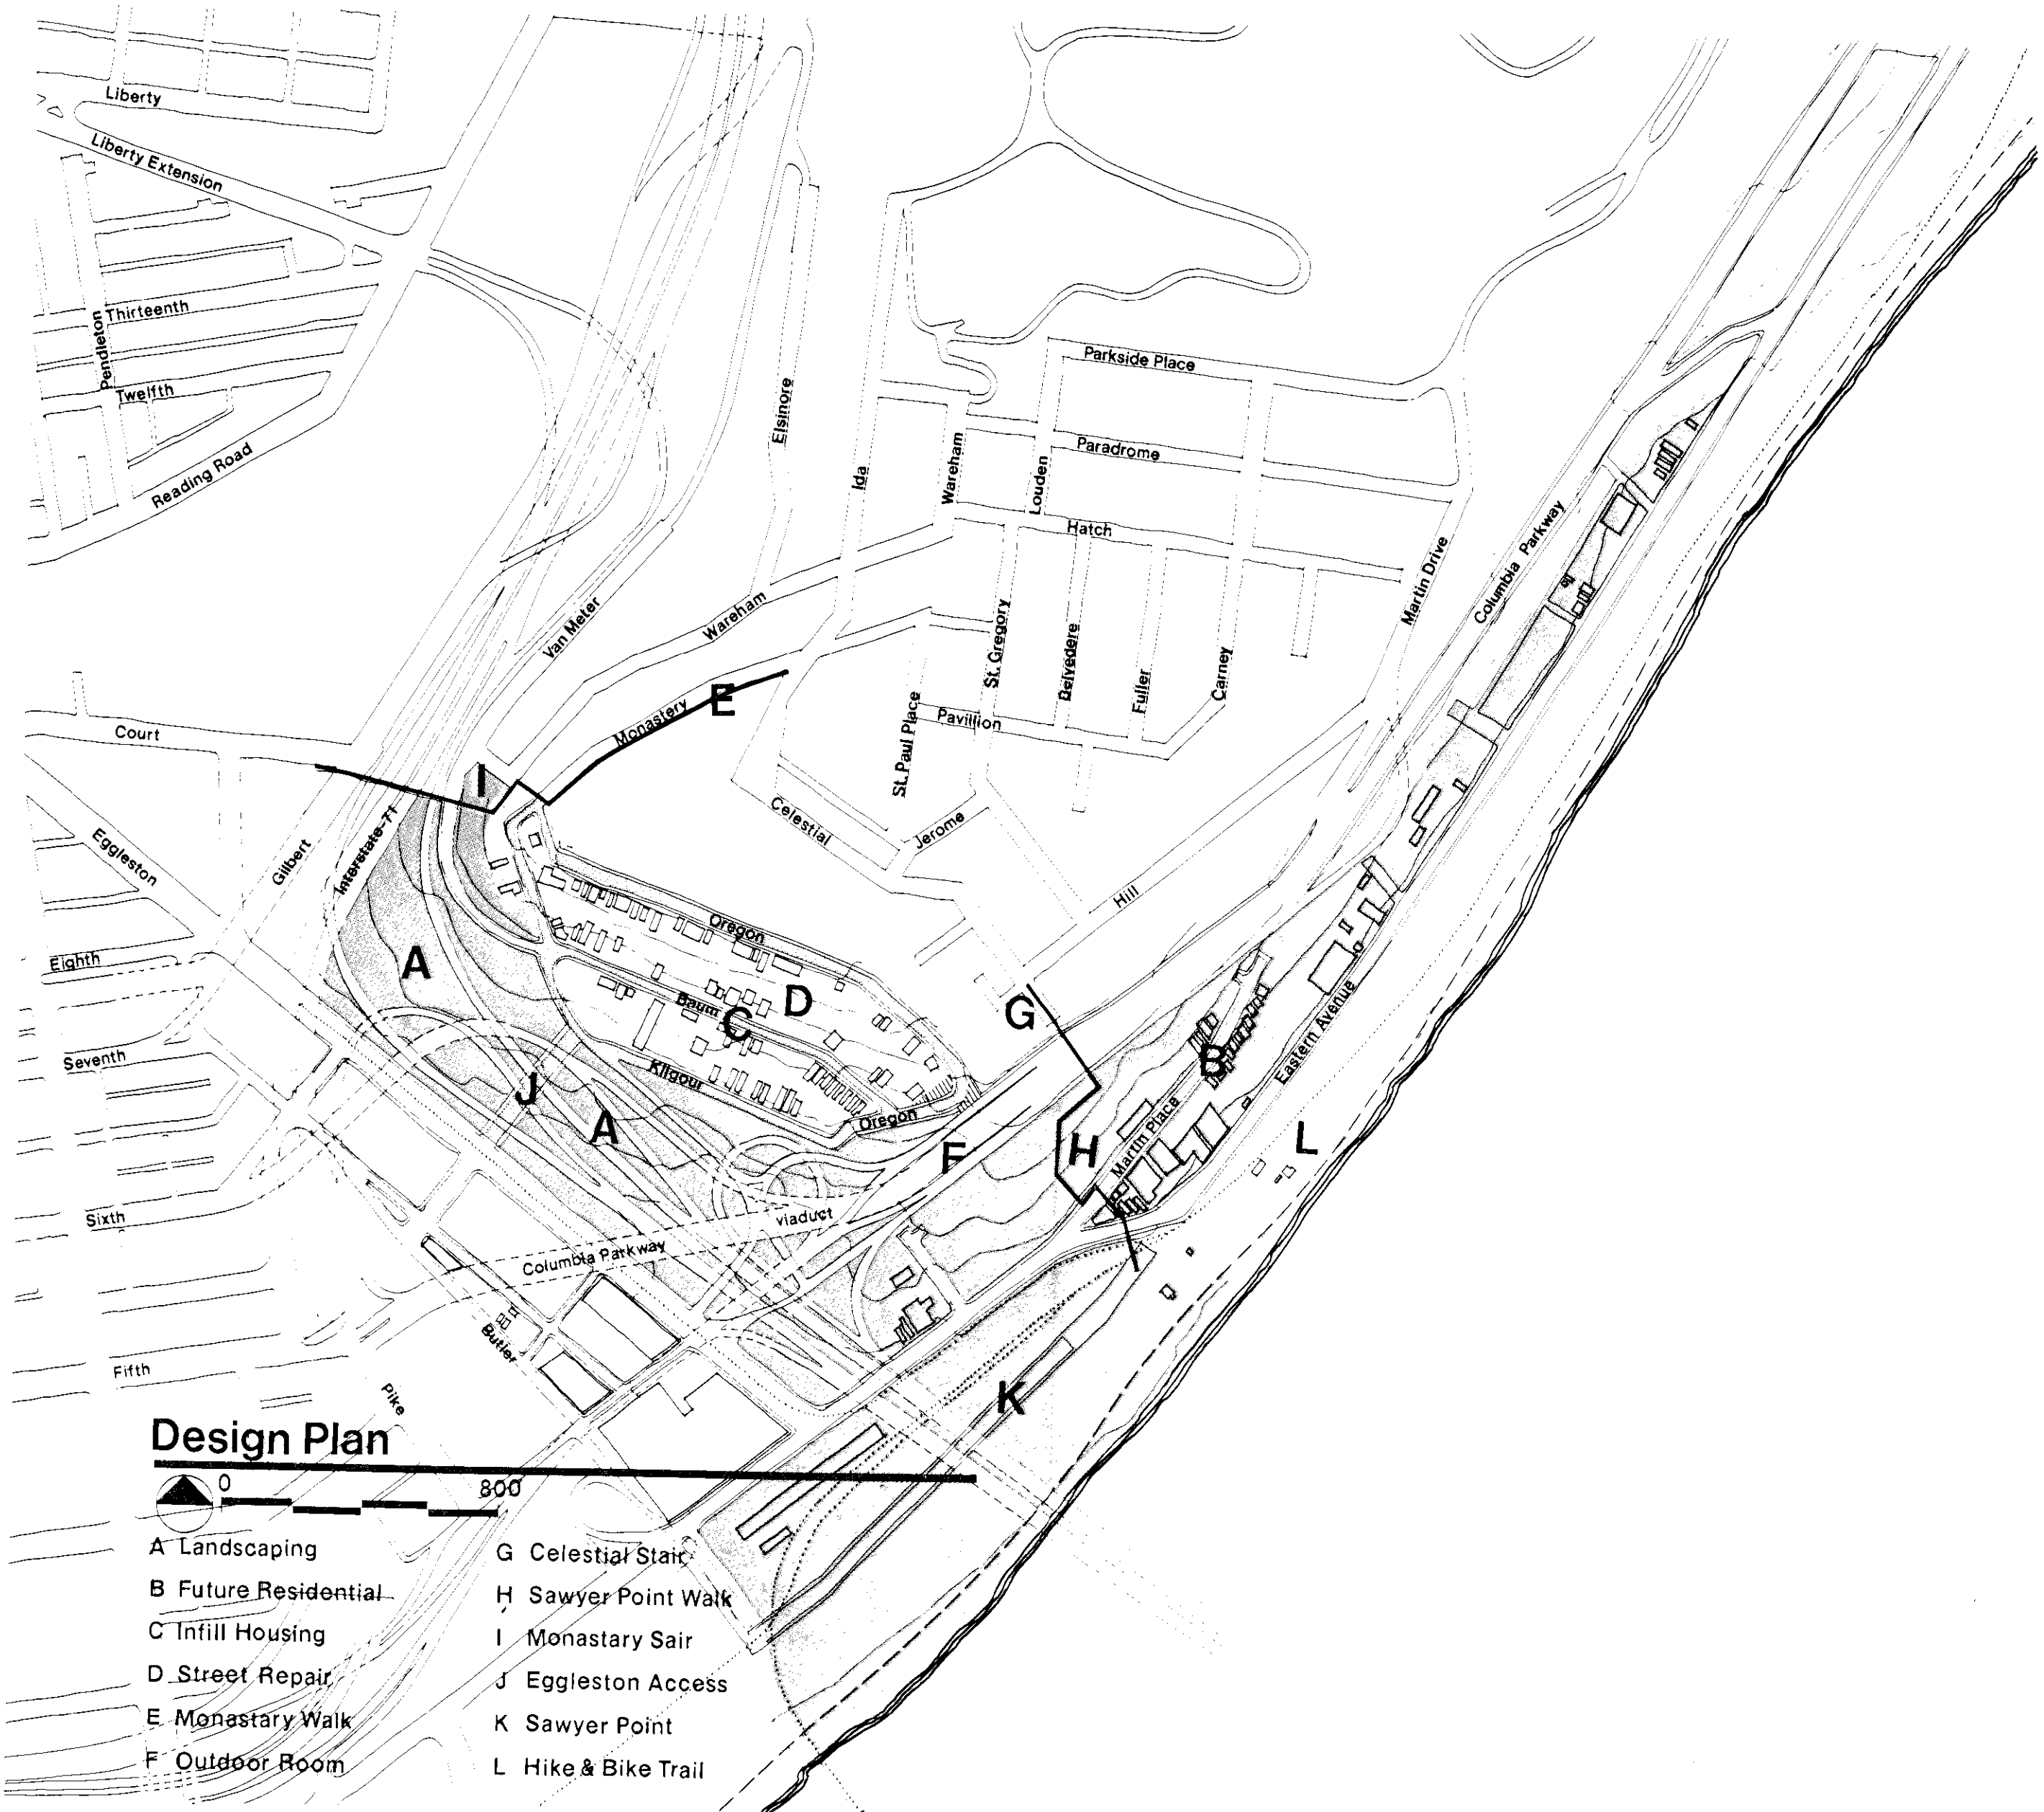 Liberty
Liberty Extension
Thirteenth
Pendleton
Twelfth
Reading Road
Elsinore
Ida
Wareham
Louden
Parkside Place
Paradrome
Hatch
Martin Drive
Columbia Parkway
Van Meter
Wareham
St. Gregory
Belvedere
Fuller
Carney
E
Monastery
St. Paul Place
Pavillion
Court
I
Celestial
Jerome
Eggleston
Gilbert
Interstate-71
Hill
Oregon
Eighth
A
D
Baum
C
G
Seventh
Kilgour
B
Eastern Avenue
J
A
Oregon
F
H
Martin Place
L
Sixth
viaduct
Columbia Parkway
Butler
Fifth
Pike
K
Design Plan
0 800
A Landscaping
B Future Residential
C Infill Housing
D Street Repair
E Monastary Walk
F Outdoor Room
G Celestial Stair
H Sawyer Point Walk
I Monastary Sair
J Eggleston Access
K Sawyer Point
L Hike & Bike Trail